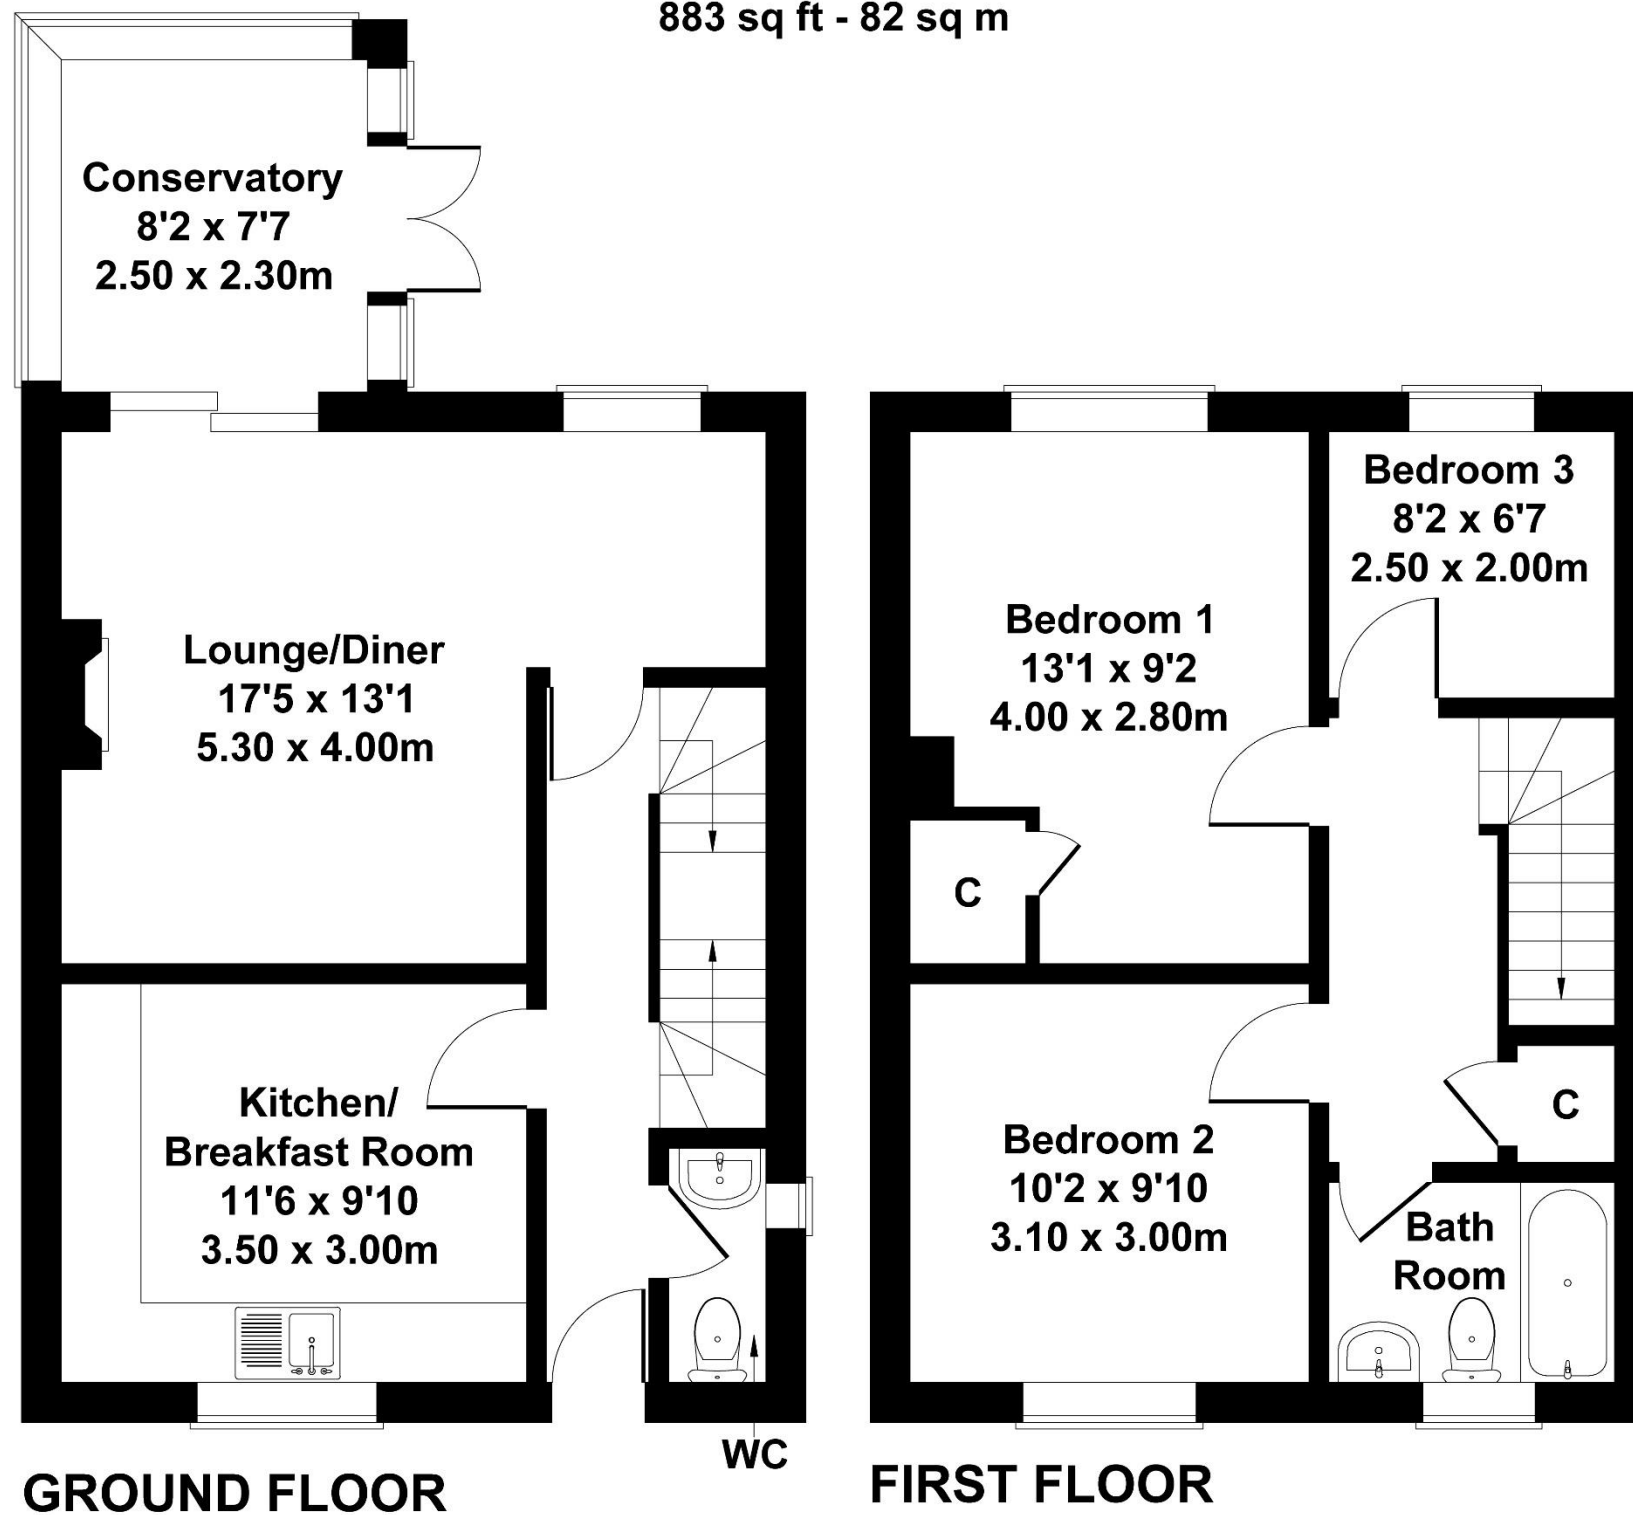 883 sq ft - 82 sq m
Conservatory
8'2 x 7'7
2.50 x 2.30m
Lounge/Diner
17'5 x 13'1
5.30 x 4.00m
Kitchen/
Breakfast Room
11'6 x 9'10
3.50 x 3.00m
WC
GROUND FLOOR
Bedroom 3
8'2 x 6'7
2.50 x 2.00m
Bedroom 1
13'1 x 9'2
4.00 x 2.80m
C
C
Bedroom 2
10'2 x 9'10
3.10 x 3.00m
Bath
Room
FIRST FLOOR